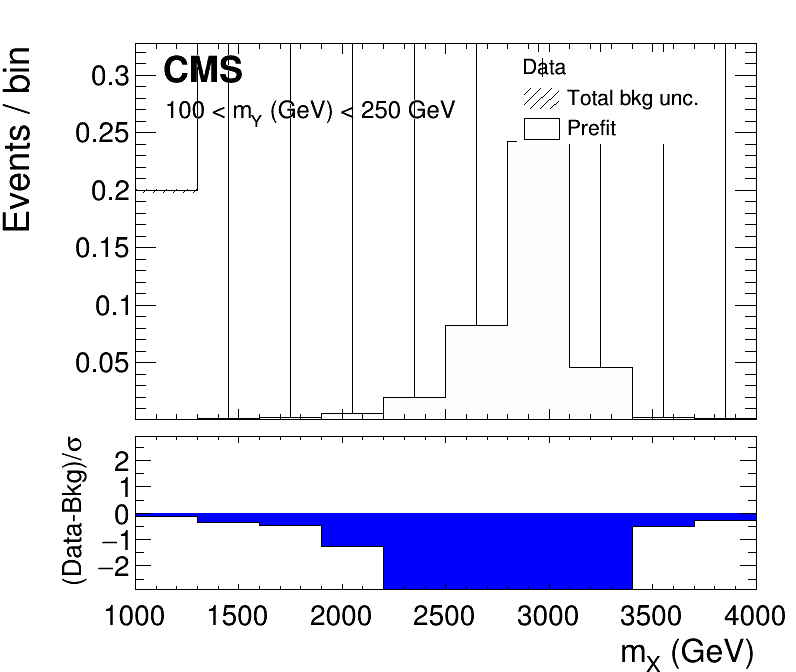 CMS
100 < mY (GeV) < 250 GeV
Data
Total bkg unc.
Prefit
Events / bin
0.3
0.25
0.2
0.15
0.1
0.05
(Data-Bkg)/σ
2
1
0
−1
−2
1000 1500 2000 2500 3000 3500 4000
mX (GeV)